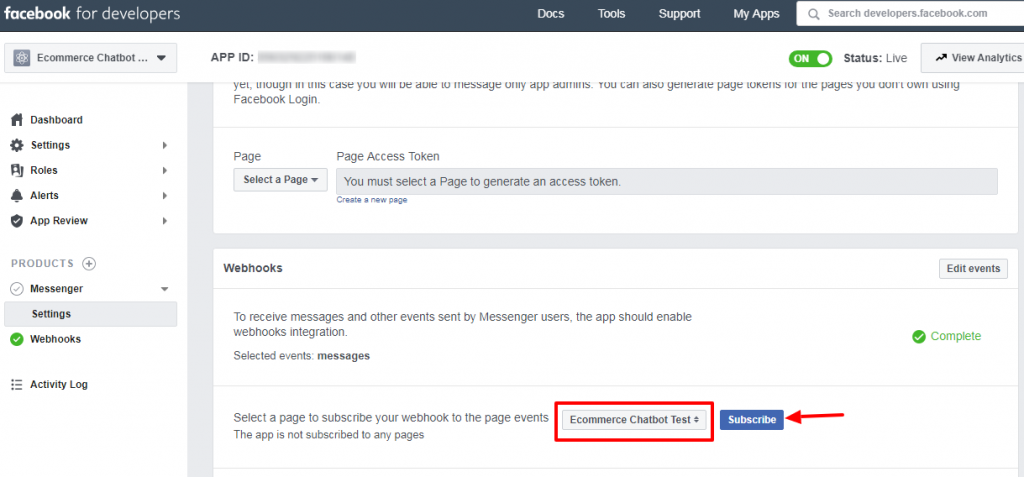 facebook for developers
Docs
Tools
Support
My Apps
Search developers.facebook.com
Ecommerce Chatbot ...
APP ID:
ON
Status: Live
View Analytics
yet, though in this case you will be able to message only app admins. You can also generate page tokens for the pages you don't own using
Facebook Login.
Dashboard
Settings
Roles
Alerts
App Review
PRODUCTS
Messenger
Settings
Webhooks
Activity Log
Page
Page Access Token
Select a Page
You must select a Page to generate an access token.
Create a new page
Webhooks
Edit events
To receive messages and other events sent by Messenger users, the app should enable
webhooks integration.
Complete
Selected events: messages
Select a page to subscribe your webhook to the page events
Ecommerce Chatbot Test
Subscribe
The app is not subscribed to any pages